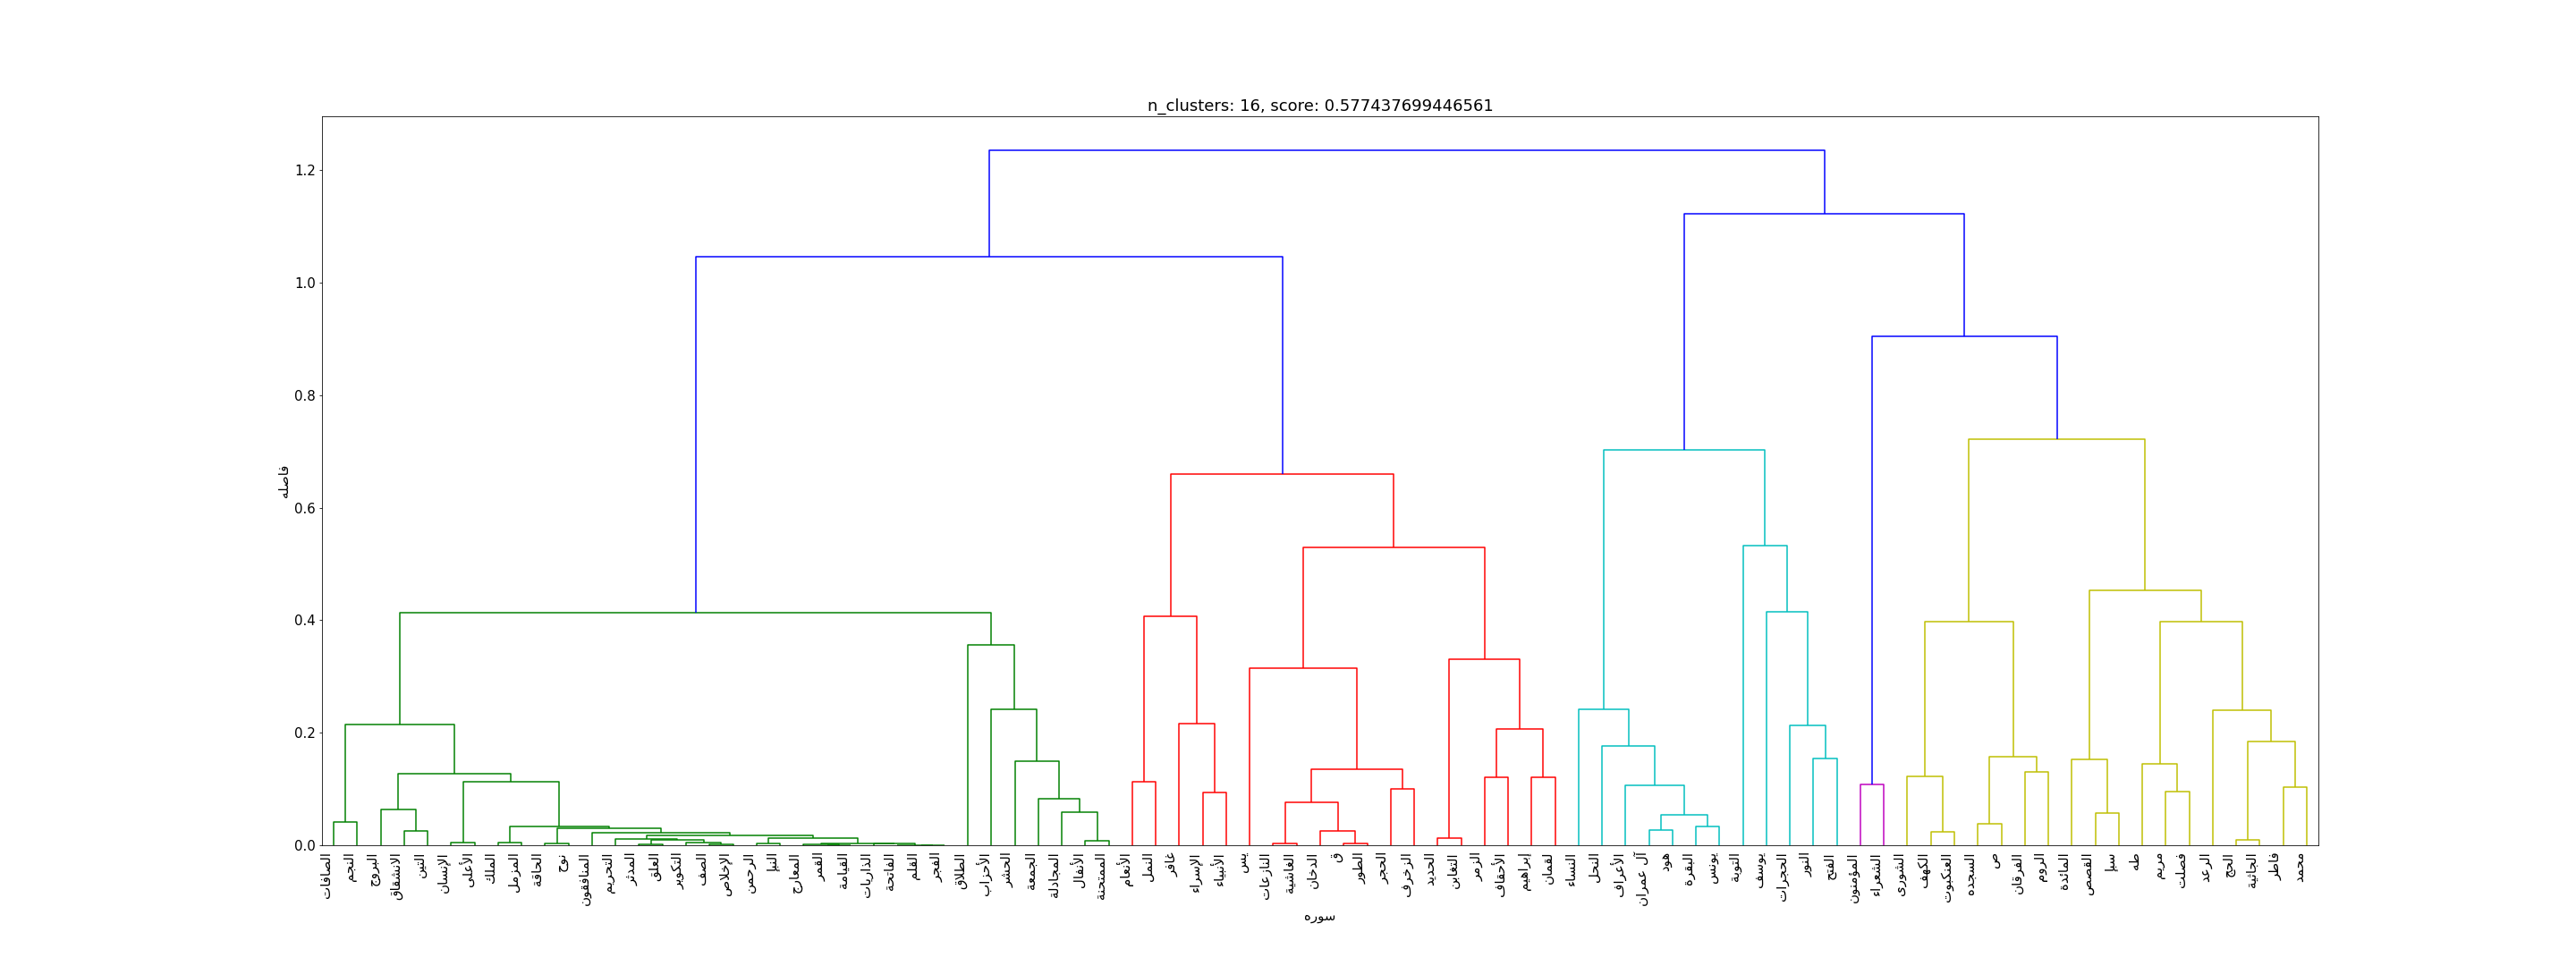 n_clusters: 16, score: 0.577437699446561
1.2
1.0
0.8
0.6
0.4
0.2
0.0
فاصله
الصافات
النجم
البروج
الانشقاق
التين
الإنسان
الأعلى
الملك
المزمل
الحاقة
نوح
المنافقون
التحريم
المدثر
العلق
التكوير
الصف
الإخلاص
الرحمن
النبإ
المعارج
القمر
القيامة
الذاريات
الفاتحة
القلم
الفجر
الطلاق
الأحزاب
الحشر
الجمعة
المجادلة
الأنفال
الممتحنة
الأنعام
النمل
غافر
الإسراء
الأنبياء
يس
النازعات
الغاشية
الدخان
ق
الطور
الحجر
الزخرف
الحديد
التغابن
الزمر
الأحقاف
إبراهيم
لقمان
النساء
النحل
الأعراف
آل عمران
هود
البقرة
يونس
التوبة
يوسف
الحجرات
النور
الفتح
المؤمنون
الشعراء
الشورى
الكهف
العنكبوت
السجده
ص
الفرقان
الروم
المائدة
القصص
سبإ
طه
مريم
فصلت
الرعد
الحج
الجاثية
فاطر
محمد
سوره